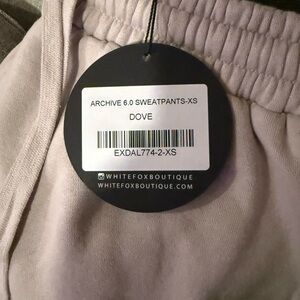 ARCHIVE 6.0 SWEATPANTS-XS
DOVE
EXDAL774-2-XS
WHITEFOXBOUTIQUE
WHITEFOXBOUTIQUE.COM